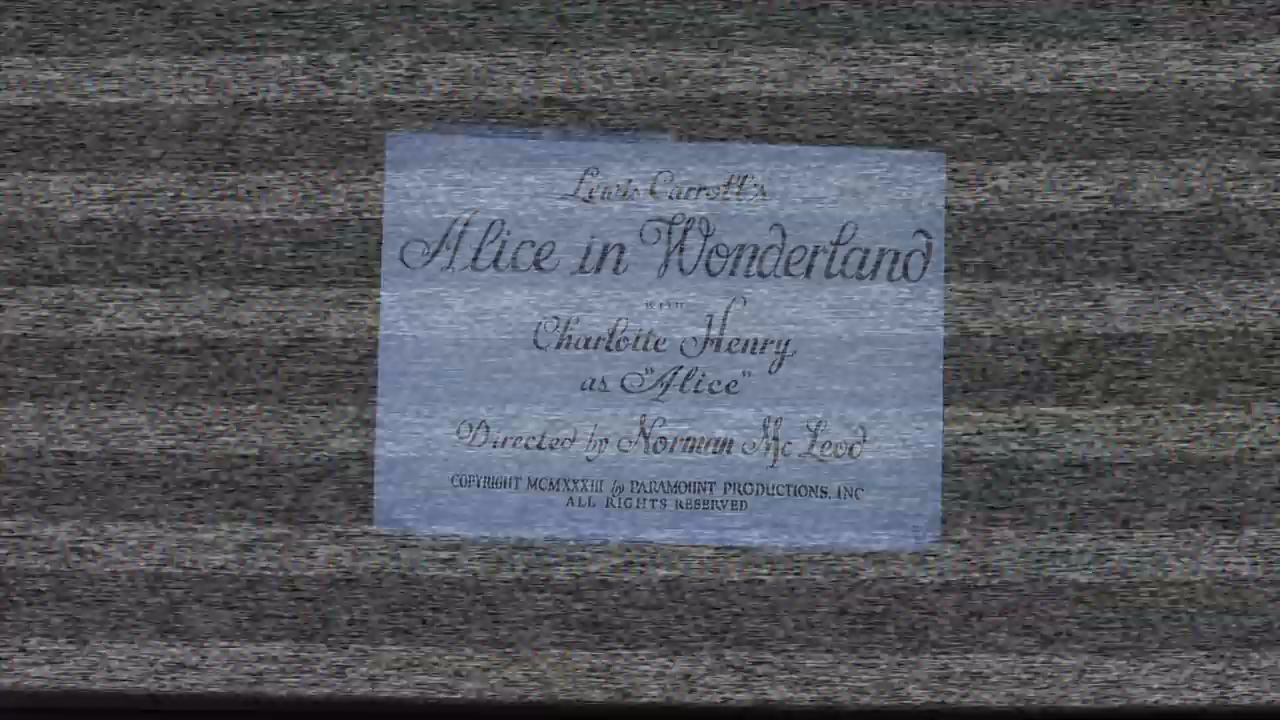 Lewis Carroll's
Alice in Wonderland
WITH
Charlotte Henry
as "Alice"
Directed by Norman McLeod
COPYRIGHT MCMXXXIII by PARAMOUNT PRODUCTIONS, INC
ALL RIGHTS RESERVED